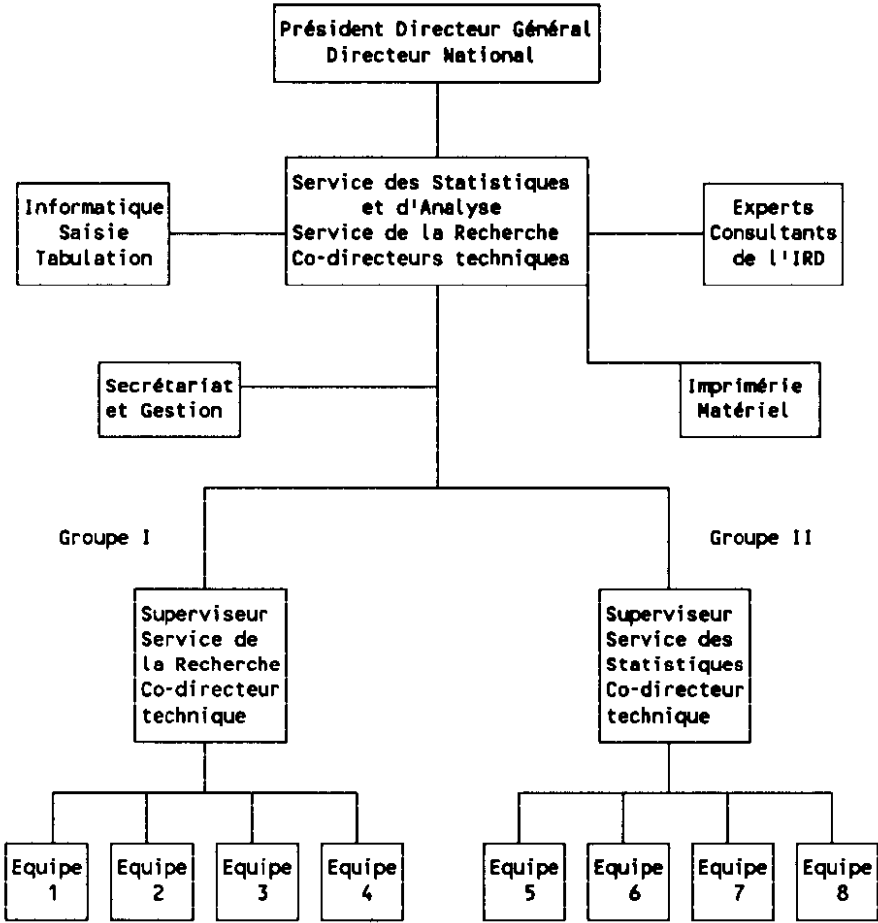 Président Directeur Général
Directeur National
Informatique
Saisie
Tabulation
Service des Statistiques
et d'Analyse
Service de la Recherche
Co-directeurs techniques
Experts
Consultants
de l'IRD
Secrétariat
et Gestion
Imprimérie
Matériel
Groupe I
Groupe II
Superviseur
Service de
la Recherche
Co-directeur
technique
Superviseur
Service des
Statistiques
Co-directeur
technique
Equipe
1
Equipe
2
Equipe
3
Equipe
4
Equipe
5
Equipe
6
Equipe
7
Equipe
8